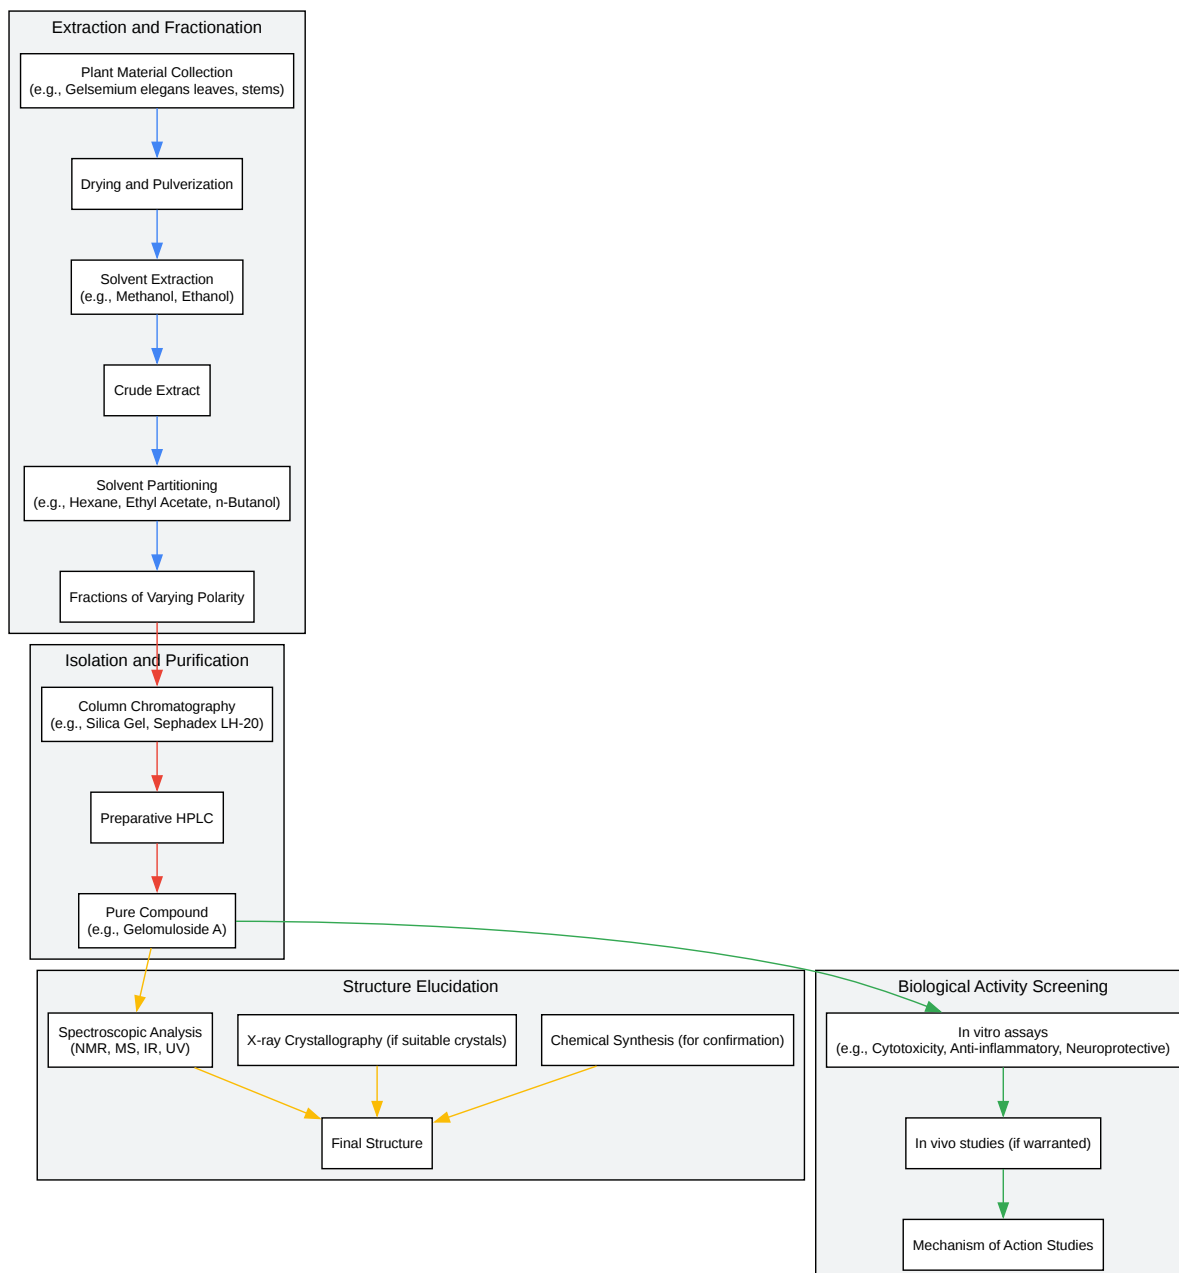 Extraction and Fractionation
Plant Material Collection
(e.g., Gelsemium elegans leaves, stems)
Drying and Pulverization
Solvent Extraction
(e.g., Methanol, Ethanol)
Crude Extract
Solvent Partitioning
(e.g., Hexane, Ethyl Acetate, n-Butanol)
Fractions of Varying Polarity
Isolation and Purification
Column Chromatography
(e.g., Silica Gel, Sephadex LH-20)
Preparative HPLC
Pure Compound
(e.g., Gelomuloside A)
Structure Elucidation
Spectroscopic Analysis
(NMR, MS, IR, UV)
X-ray Crystallography (if suitable crystals)
Chemical Synthesis (for confirmation)
Final Structure
Biological Activity Screening
In vitro assays
(e.g., Cytotoxicity, Anti-inflammatory, Neuroprotective)
In vivo studies (if warranted)
Mechanism of Action Studies